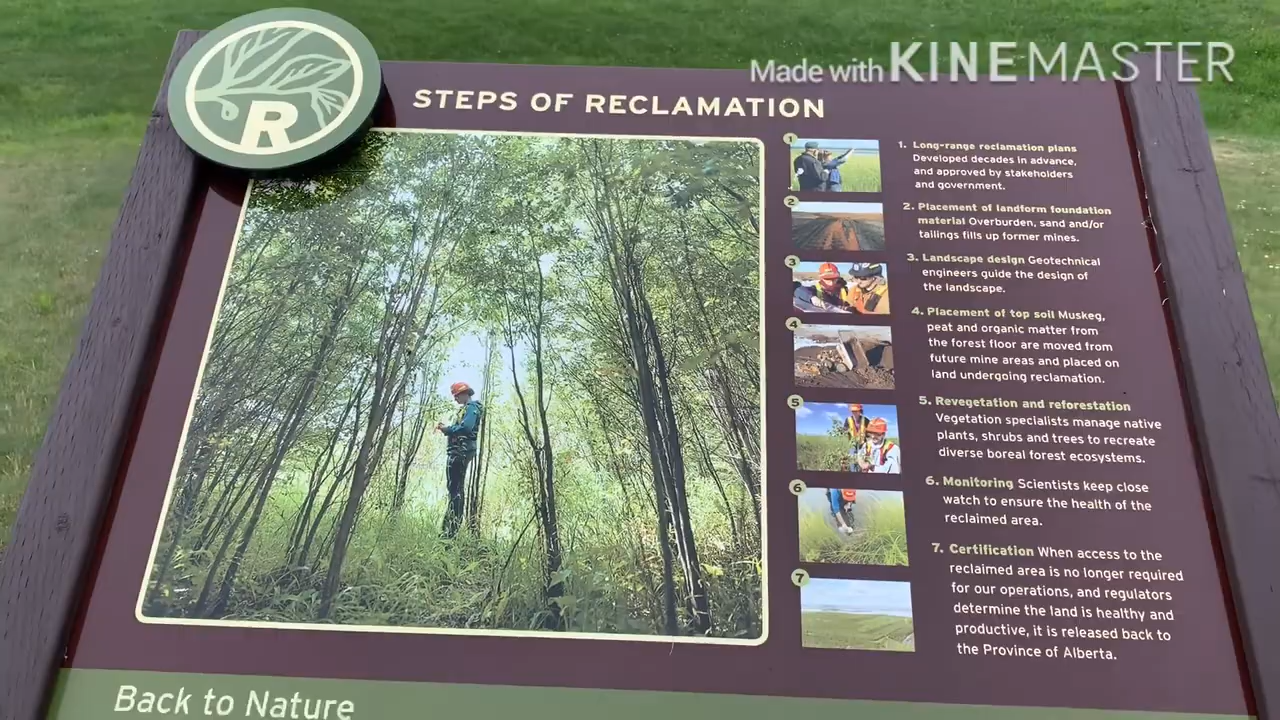 Made with KINEMASTER
R
STEPS OF RECLAMATION
1
1. Long-range reclamation plans
Developed decades in advance,
and approved by stakeholders
and government.
2
2. Placement of landform foundation
material Overburden, sand and/or
tailings fills up former mines.
3
3. Landscape design Geotechnical
engineers guide the design of
the landscape.
4
4. Placement of top soil Muskeg,
peat and organic matter from
the forest floor are moved from
future mine areas and placed on
land undergoing reclamation.
5
5. Revegetation and reforestation
Vegetation specialists manage native
plants, shrubs and trees to recreate
diverse boreal forest ecosystems.
6
6. Monitoring Scientists keep close
watch to ensure the health of the
reclaimed area.
7
7. Certification When access to the
reclaimed area is no longer required
for our operations, and regulators
determine the land is healthy and
productive, it is released back to
the Province of Alberta.
Back to Nature